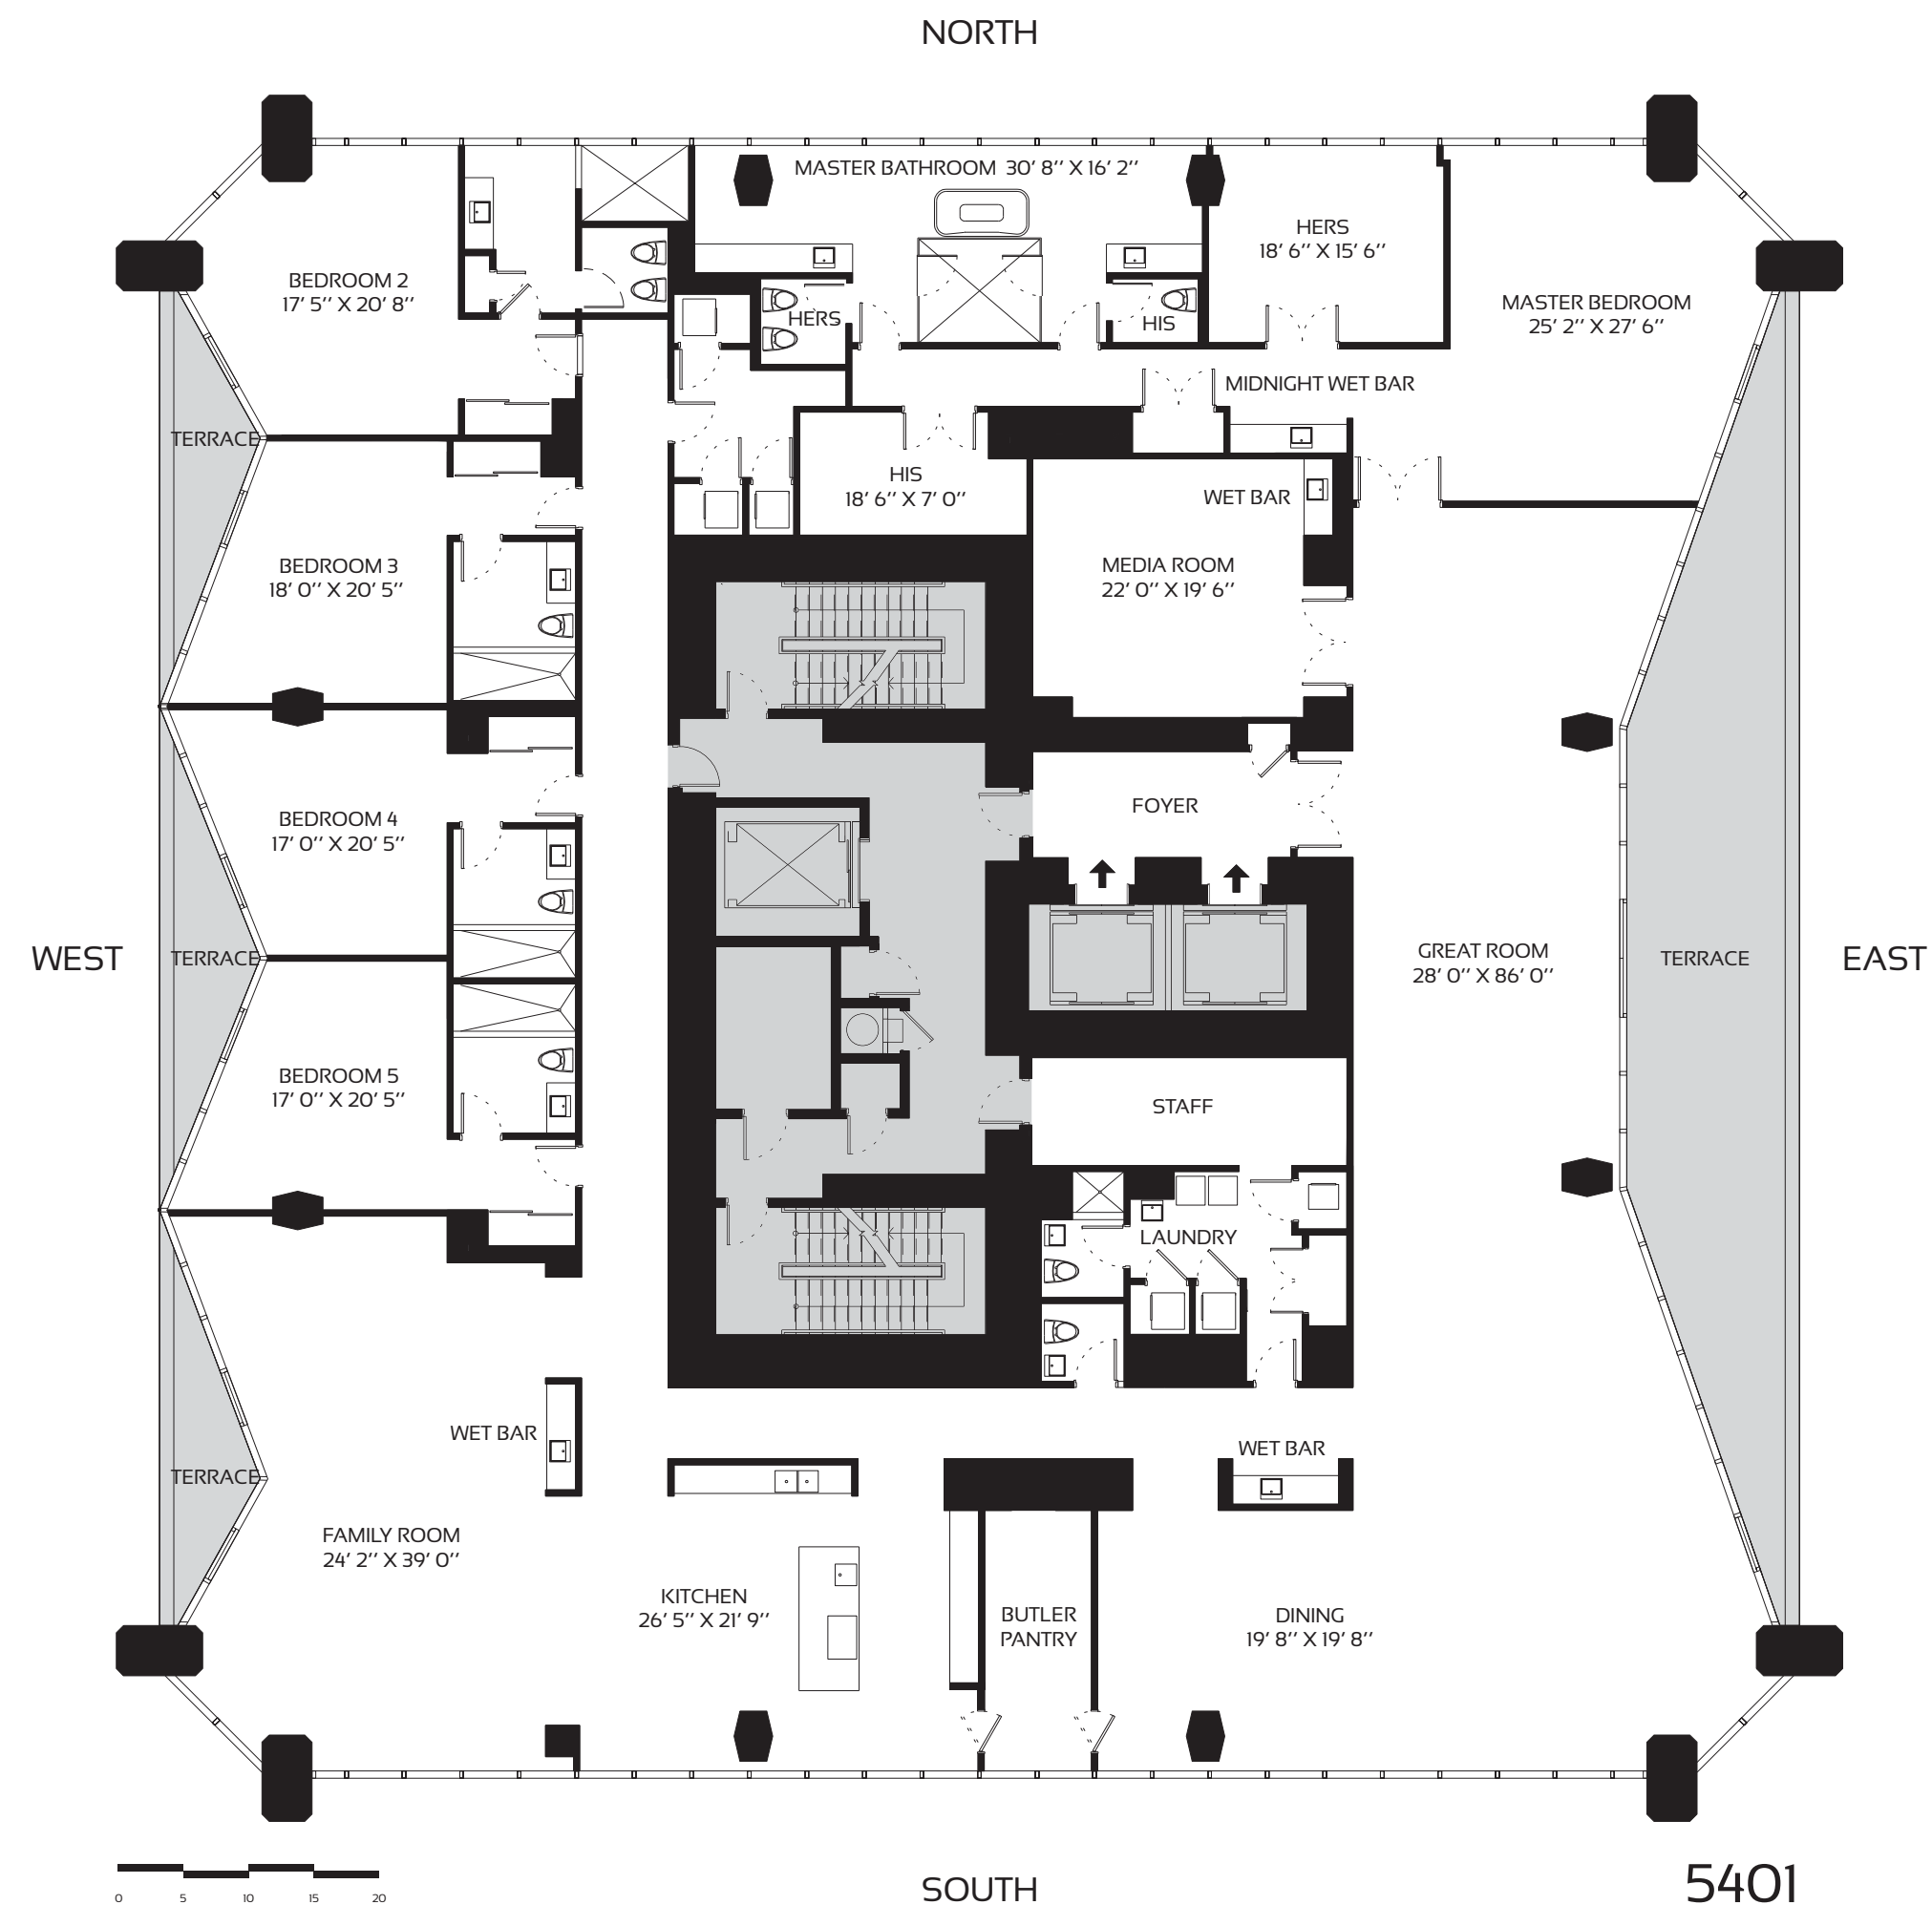 NORTH
MASTER BATHROOM 30' 8'' X 16' 2''
HERS
18' 6'' X 15' 6''
BEDROOM 2
17' 5'' X 20' 8''
MASTER BEDROOM
25' 2'' X 27' 6''
HERS
HIS
MIDNIGHT WET BAR
TERRACE
HIS
18' 6'' X 7' 0''
WET BAR
BEDROOM 3
18' 0'' X 20' 5''
MEDIA ROOM
22' 0'' X 19' 6''
FOYER
BEDROOM 4
17' 0'' X 20' 5''
WEST
TERRACE
GREAT ROOM
28' 0'' X 86' 0''
TERRACE
EAST
BEDROOM 5
17' 0'' X 20' 5''
STAFF
LAUNDRY
WET BAR
WET BAR
TERRACE
FAMILY ROOM
24' 2'' X 39' 0''
KITCHEN
26' 5'' X 21' 9''
BUTLER
PANTRY
DINING
19' 8'' X 19' 8''
0 5 10 15 20
SOUTH
5401